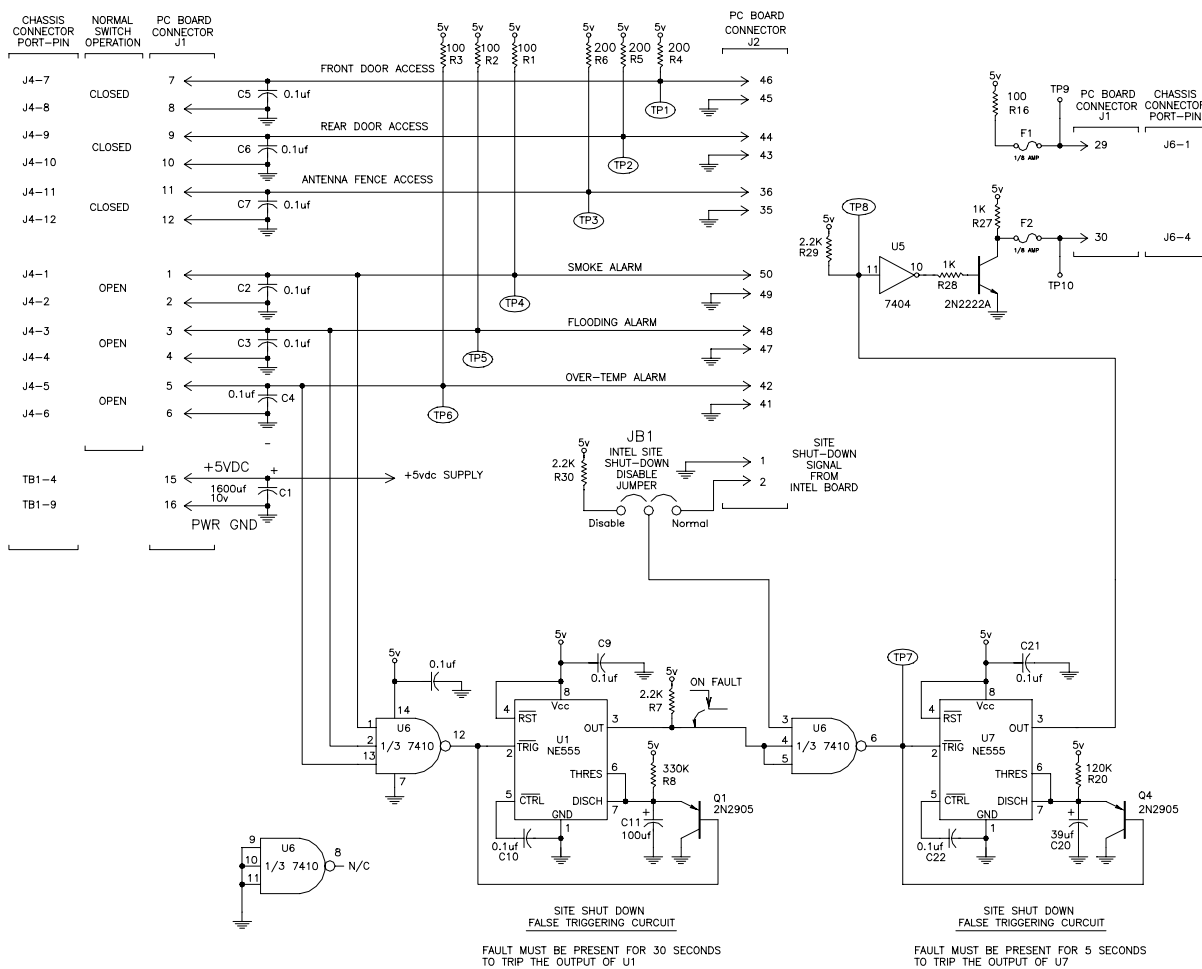 CHASSIS CONNECTOR PORT-PIN
NORMAL SWITCH OPERATION
PC BOARD CONNECTOR J1
PC BOARD CONNECTOR J2
5v 100 R3
5v 100 R2
5v 100 R1
5v 200 R6
5v 200 R5
5v 200 R4
J4-7 7 FRONT DOOR ACCESS 46
CLOSED C5 0.1uf TP1
J4-8 8 45
J4-9 9 REAR DOOR ACCESS 44
CLOSED C6 0.1uf TP2
J4-10 10 43
J4-11 11 ANTENNA FENCE ACCESS 36
CLOSED C7 0.1uf TP3
J4-12 12 35
J4-1 1 SMOKE ALARM 50
OPEN C2 0.1uf TP4
J4-2 2 49
J4-3 3 FLOODING ALARM 48
OPEN C3 0.1uf TP5
J4-4 4 47
J4-5 5 OVER-TEMP ALARM 42
OPEN 0.1uf C4 TP6
J4-6 6 41
-
TB1-4 15 +5VDC + +5vdc SUPPLY
1600uf 10v C1
TB1-9 16
PWR GND
5v
100
R16
TP9
PC BOARD CONNECTOR J1
CHASSIS CONNECTOR PORT-PIN
F1
1/8 AMP
29
J6-1
5v
2.2K
R29
TP8
U5
11
10
7404
1K
R28
5v
1K
R27
2N2222A
F2
1/8 AMP
TP10
30
J6-4
5v
2.2K
R30
JB1
INTEL SITE
SHUT-DOWN
DISABLE
JUMPER
Disable
Normal
1
2
SITE
SHUT-DOWN
SIGNAL
FROM
INTEL BOARD
5v
0.1uf
14
1
2
13
U6
1/3 7410
12
7
5v
C9
0.1uf
8
Vcc
4
RST
OUT
3
2
TRIG
U1
NE555
THRES
6
5
CTRL
DISCH
7
GND
1
0.1uf
C10
5v
2.2K
R7
ON FAULT
330K
R8
+
C11
100uf
Q1
2N2905
3
4
5
U6
1/3 7410
6
TP7
5v
C21
0.1uf
8
Vcc
4
RST
OUT
3
2
TRIG
U7
NE555
THRES
6
5
CTRL
DISCH
7
GND
1
0.1uf
C22
5v
120K
R20
+
39uf
C20
Q4
2N2905
9
10
11
U6
1/3 7410
8
N/C
SITE SHUT DOWN
FALSE TRIGGERING CURCUIT
FAULT MUST BE PRESENT FOR 30 SECONDS
TO TRIP THE OUTPUT OF U1
SITE SHUT DOWN
FALSE TRIGGERING CURCUIT
FAULT MUST BE PRESENT FOR 5 SECONDS
TO TRIP THE OUTPUT OF U7